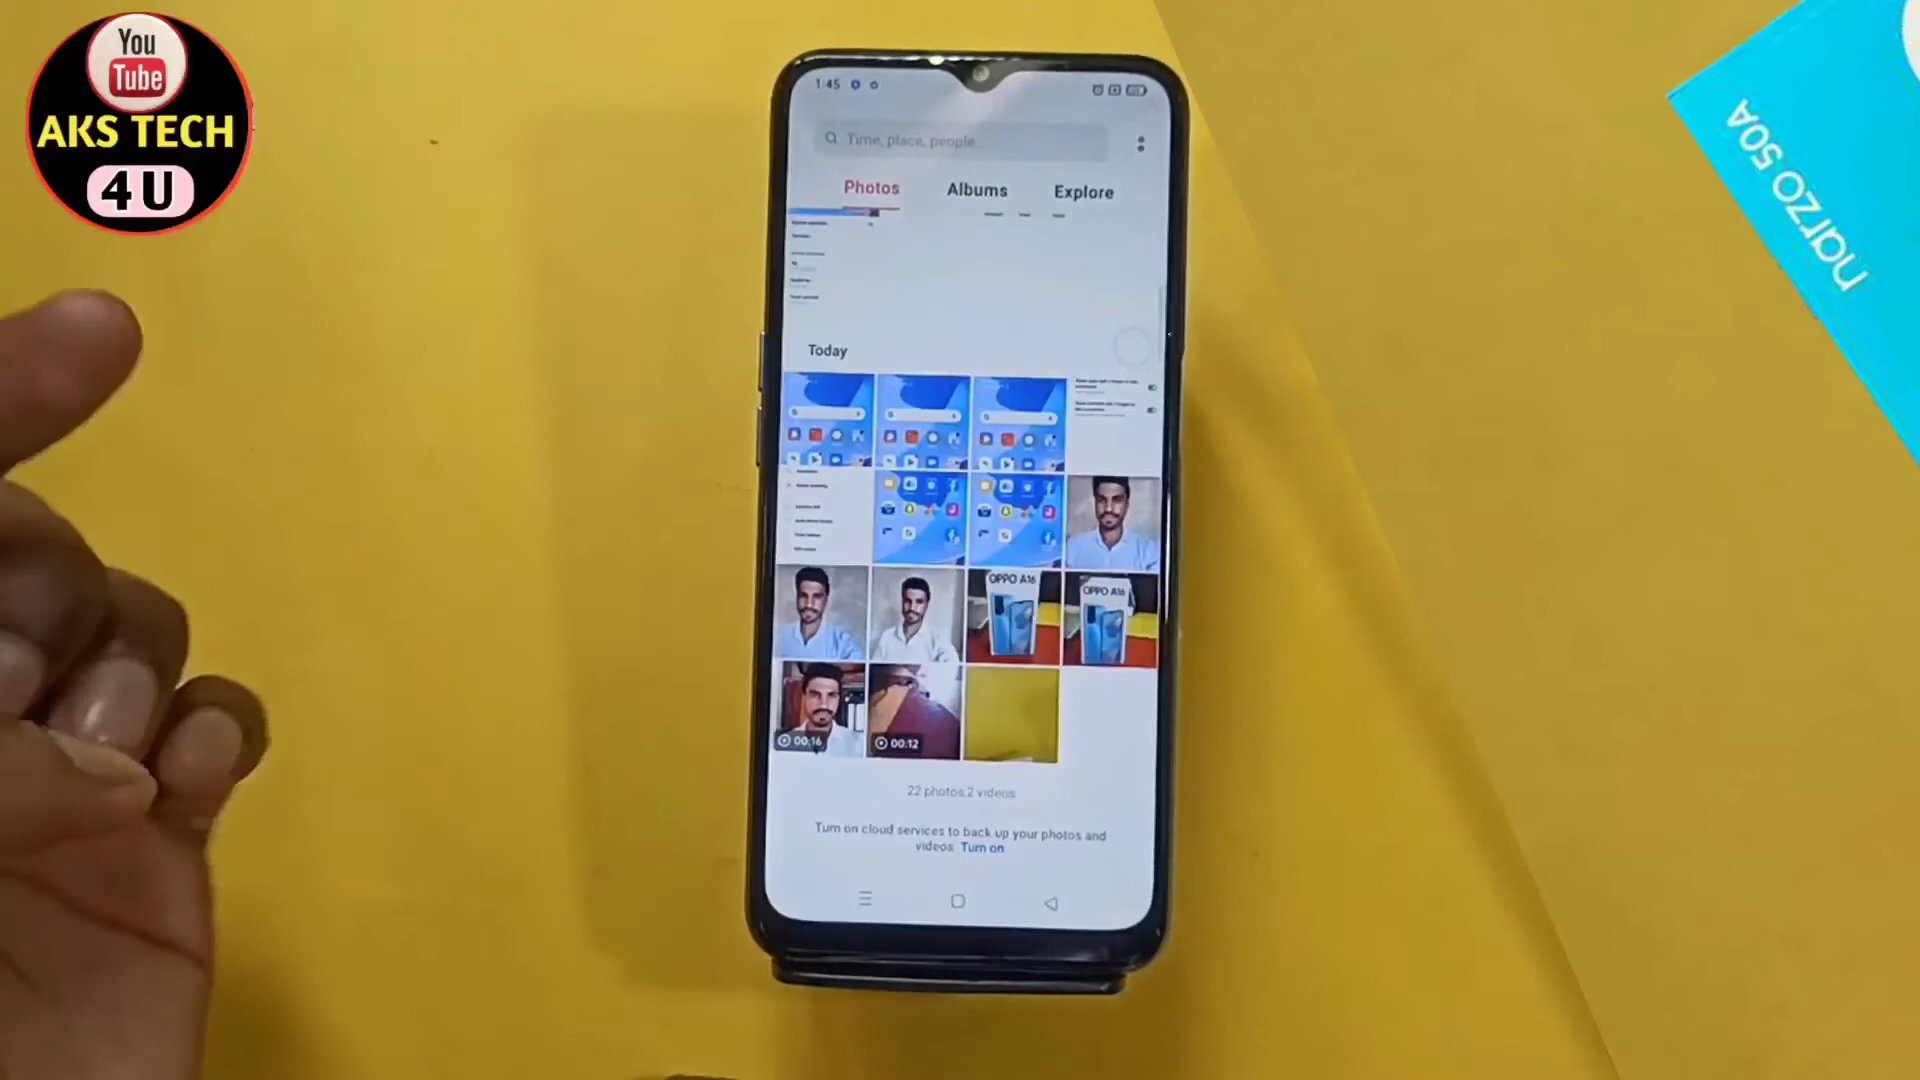 You
Tube
AKS TECH
4 U
narzo 50A
1:45
Time, place, people...
Photos
Albums
Explore
Today
OPPO A16
OPPO A16
00:16
00:12
22 photos,2 videos
Turn on cloud services to back up your photos and
videos. Turn on